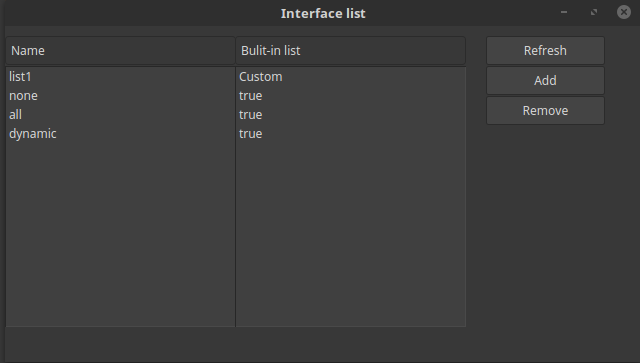 Interface list
Name Bulit-in list Refresh
list1 Custom Add
none true Remove
all true
dynamic true